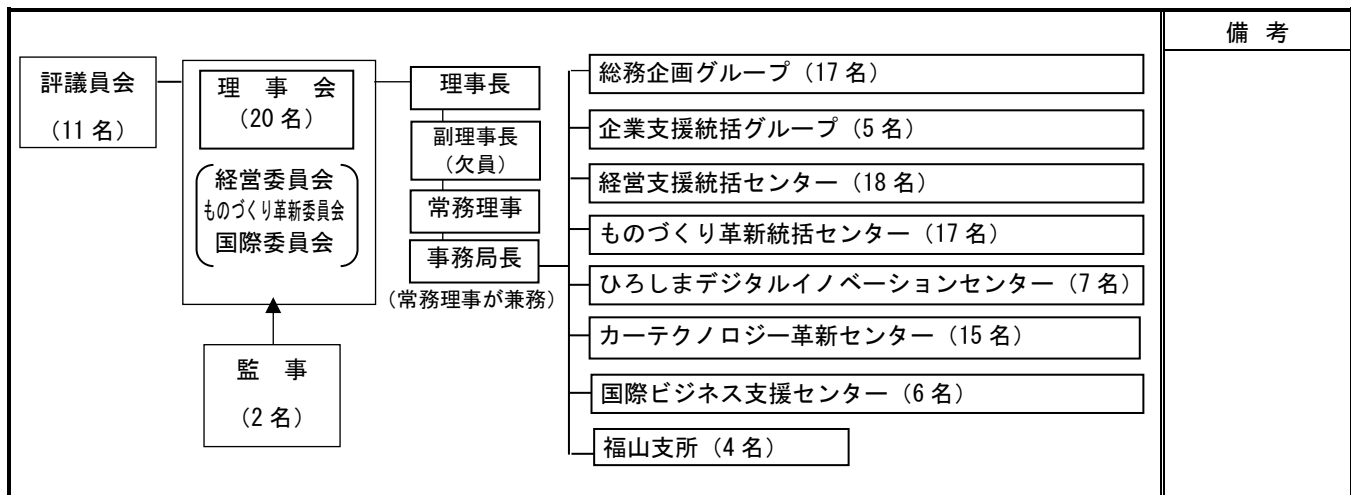 備 考
評議員会
(11 名)
理 事 会
(20 名)
経営委員会
ものづくり革新委員会
国際委員会
監 事
(2 名)
理事長
副理事長
(欠員)
常務理事
事務局長
(常務理事が兼務)
総務企画グループ (17 名)
企業支援統括グループ (5 名)
経営支援統括センター (18 名)
ものづくり革新統括センター (17 名)
ひろしまデジタルイノベーションセンター (7 名)
カーテクノロジー革新センター (15 名)
国際ビジネス支援センター (6 名)
福山支所 (4 名)